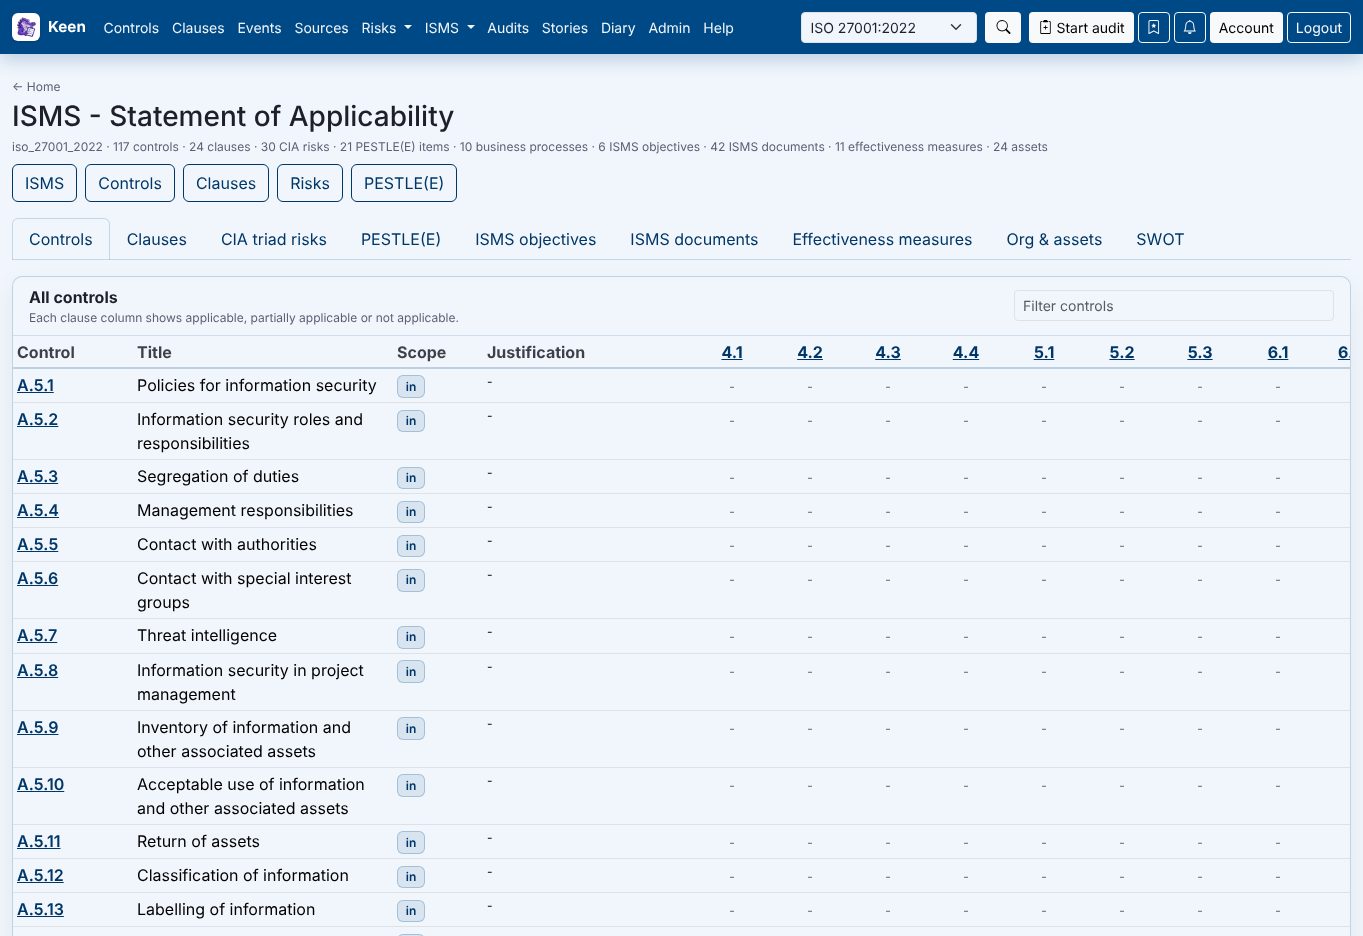 Keen Controls Clauses Events Sources Risks ISMS Audits Stories Diary Admin Help ISO 27001:2022 Start audit Account Logout
← Home
ISMS - Statement of Applicability
iso_27001_2022 · 117 controls · 24 clauses · 30 CIA risks · 21 PESTLE(E) items · 10 business processes · 6 ISMS objectives · 42 ISMS documents · 11 effectiveness measures · 24 assets
ISMS Controls Clauses Risks PESTLE(E)
Controls Clauses CIA triad risks PESTLE(E) ISMS objectives ISMS documents Effectiveness measures Org & assets SWOT
All controls
Each clause column shows applicable, partially applicable or not applicable.
Filter controls
Control Title Scope Justification 4.1 4.2 4.3 4.4 5.1 5.2 5.3 6.1
A.5.1 Policies for information security in - - - - - - - - -
A.5.2 Information security roles and in - - - - - - - - -
responsibilities
A.5.3 Segregation of duties in - - - - - - - - -
A.5.4 Management responsibilities in - - - - - - - - -
A.5.5 Contact with authorities in - - - - - - - - -
A.5.6 Contact with special interest in - - - - - - - - -
groups
A.5.7 Threat intelligence in - - - - - - - - -
A.5.8 Information security in project in - - - - - - - - -
management
A.5.9 Inventory of information and in - - - - - - - - -
other associated assets
A.5.10 Acceptable use of information in - - - - - - - - -
and other associated assets
A.5.11 Return of assets in - - - - - - - - -
A.5.12 Classification of information in - - - - - - - - -
A.5.13 Labelling of information in - - - - - - - - -